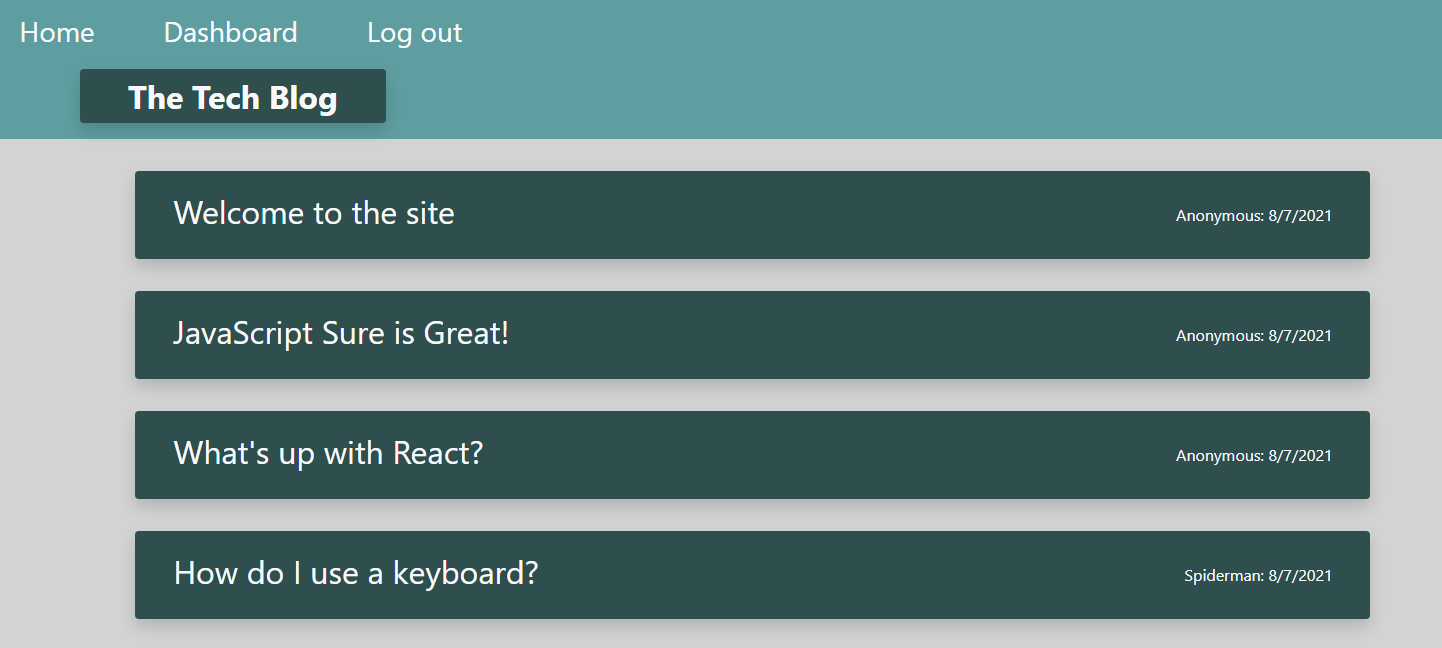 Home Dashboard Log out
The Tech Blog
Welcome to the site Anonymous: 8/7/2021
JavaScript Sure is Great! Anonymous: 8/7/2021
What's up with React? Anonymous: 8/7/2021
How do I use a keyboard? Spiderman: 8/7/2021